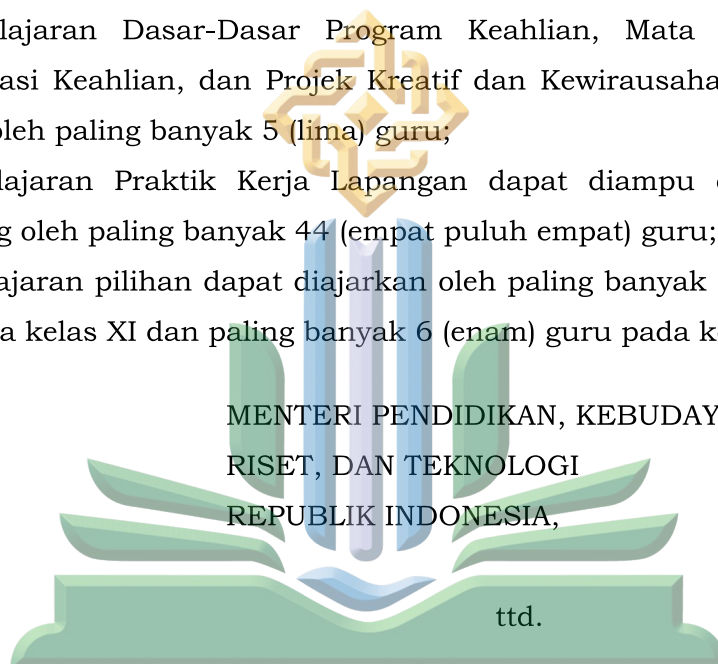 lajaran Dasar-Dasar Program Keahlian, Mata
asi Keahlian, dan Projek Kreatif dan Kewirausaha
oleh paling banyak 5 (lima) guru;
lajaran Praktik Kerja Lapangan dapat diampu
g oleh paling banyak 44 (empat puluh empat) guru;
ajaran pilihan dapat diajarkan oleh paling banyak
a kelas XI dan paling banyak 6 (enam) guru pada k
MENTERI PENDIDIKAN, KEBUDAY
RISET, DAN TEKNOLOGI
REPUBLIK INDONESIA,
ttd.